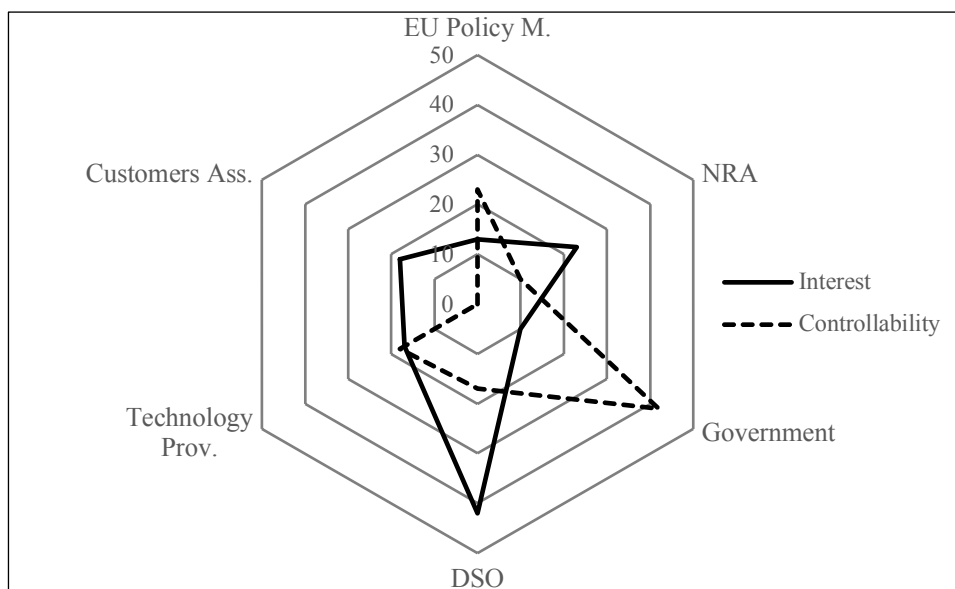 EU Policy M.
50
40
30
20
10
0
Customers Ass.
NRA
Interest
Controllability
Technology
Prov.
Government
DSO